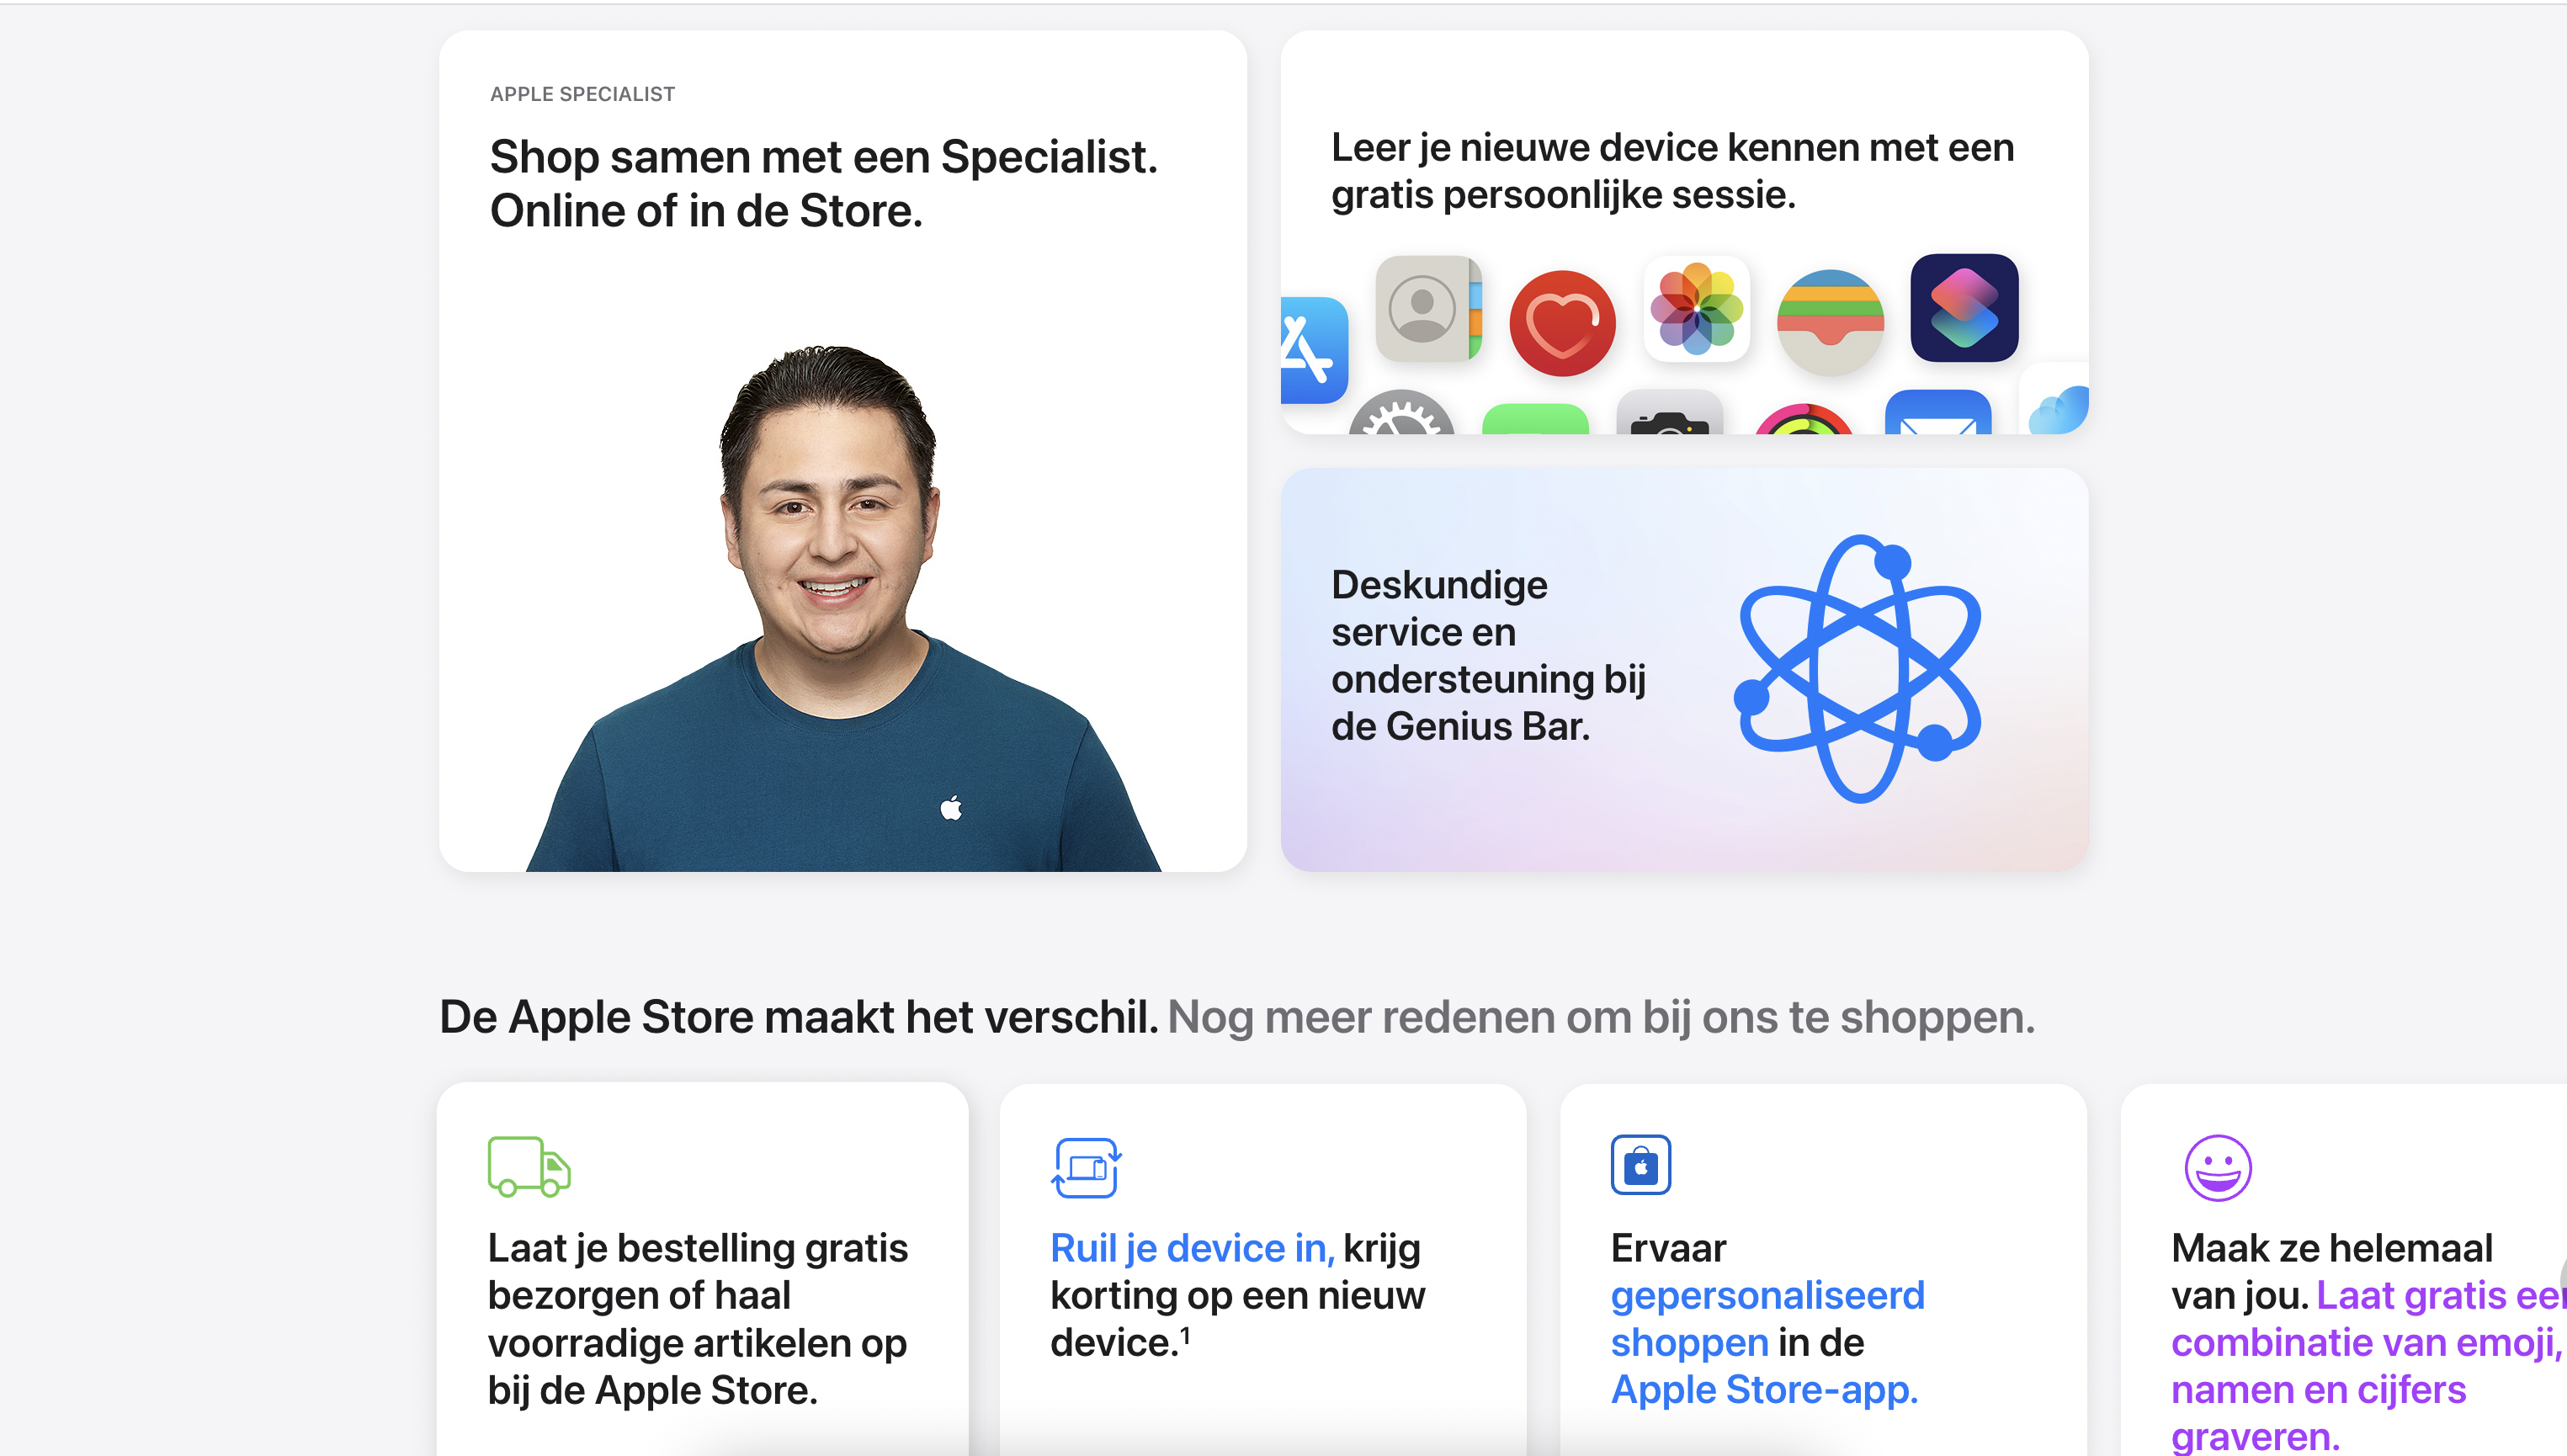 APPLE SPECIALIST
Shop samen met een Specialist.
Online of in de Store.
Leer je nieuwe device kennen met een
gratis persoonlijke sessie.
Deskundige
service en
ondersteuning bij
de Genius Bar.
De Apple Store maakt het verschil. Nog meer redenen om bij ons te shoppen.
Laat je bestelling gratis
bezorgen of haal
voorradige artikelen op
bij de Apple Store.
Ruil je device in, krijg
korting op een nieuw
device.¹
Ervaar
gepersonaliseerd
shoppen in de
Apple Store-app.
Maak ze helemaal
van jou. Laat gratis
combinatie van emoji,
namen en cijfers
graveren.